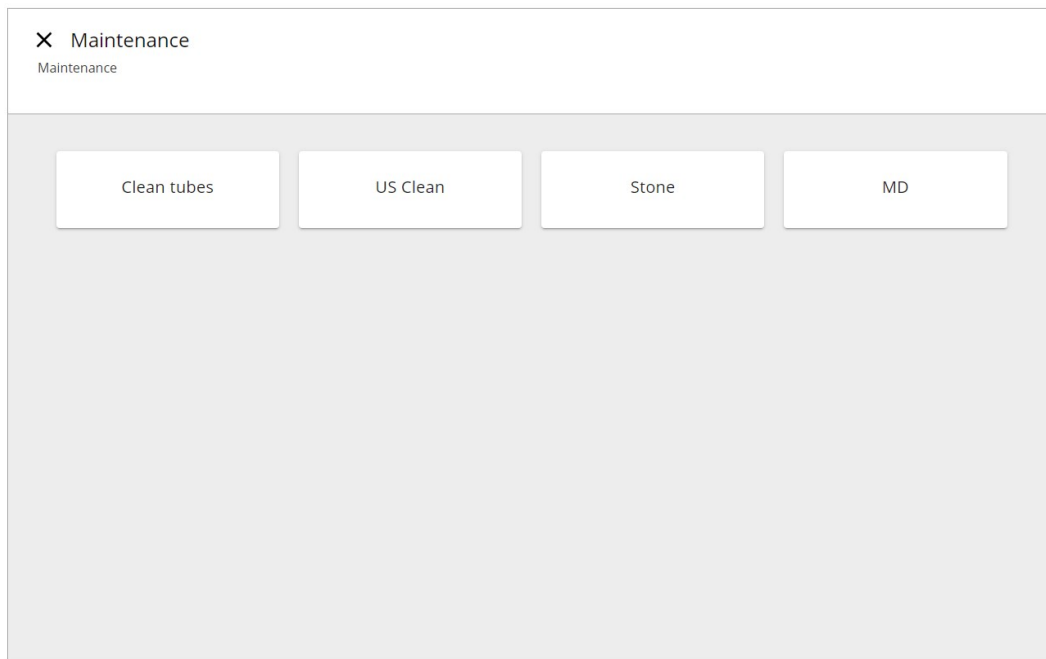 Maintenance
Maintenance
Clean tubes
US Clean
Stone
MD